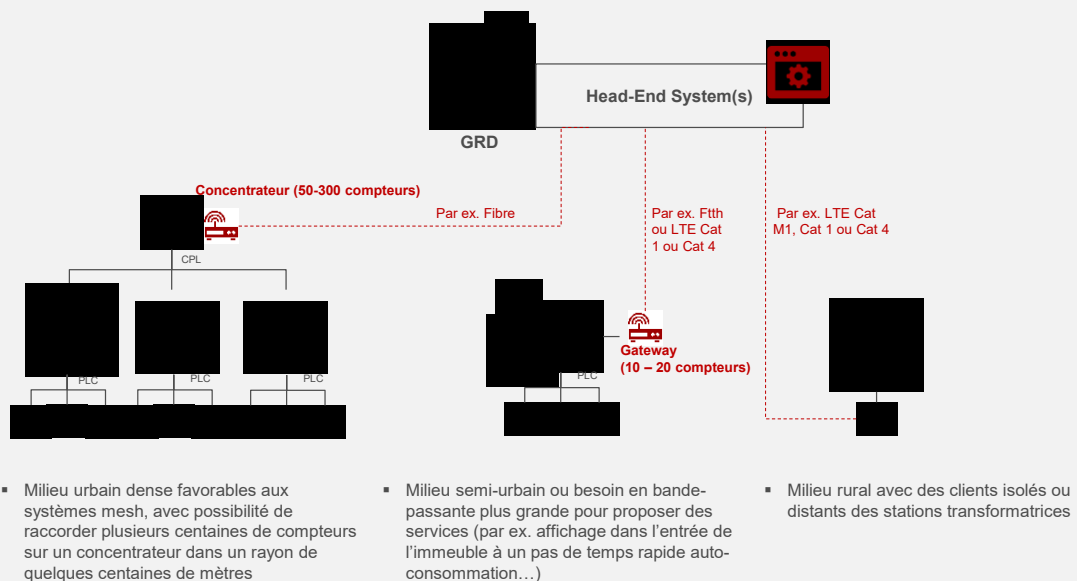 Head-End System(s)
GRD
Concentrateur (50-300 compteurs)
Par ex. Fibre
Par ex. Ftth
ou LTE Cat
1 ou Cat 4
Par ex. LTE Cat
M1, Cat 1 ou Cat 4
CPL
Gateway
(10 – 20 compteurs)
PLC
PLC
PLC
PLC
▪ Milieu urbain dense favorables aux
systèmes mesh, avec possibilité de
raccorder plusieurs centaines de compteurs
sur un concentrateur dans un rayon de
quelques centaines de mètres
▪ Milieu semi-urbain ou besoin en bande-
passante plus grande pour proposer des
services (par ex. affichage dans l’entrée de
l’immeuble à un pas de temps rapide auto-
consommation…)
▪ Milieu rural avec des clients isolés ou
distants des stations transformatrices